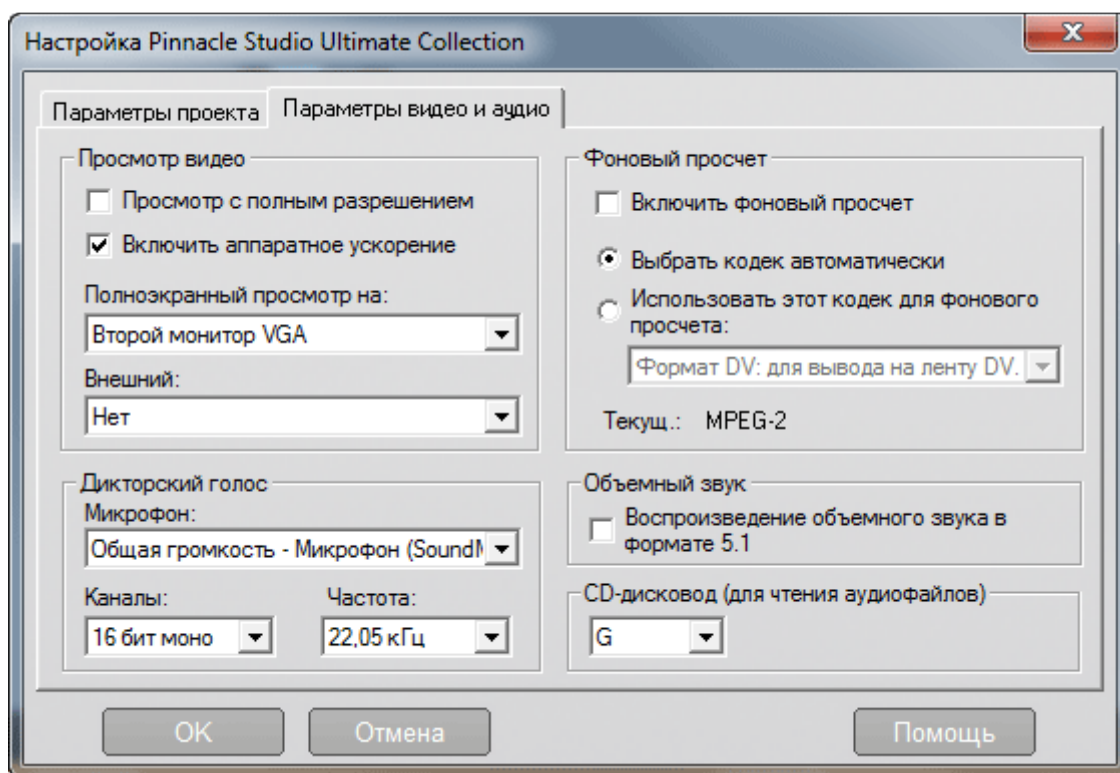 Настройка Pinnacle Studio Ultimate Collection
Параметры проекта
Параметры видео и аудио
Просмотр видео
Просмотр с полным разрешением
Включить аппаратное ускорение
Полноэкранный просмотр на:
Второй монитор VGA
Внешний:
Нет
Фоновый просчет
Включить фоновый просчет
Выбрать кодек автоматически
Использовать этот кодек для фонового
просчета:
Формат DV: для вывода на ленту DV.
Текущ.: MPEG-2
Дикторский голос
Микрофон:
Общая громкость - Микрофон (Sound
Каналы:
Частота:
16 бит моно
22,05 кГц
Объемный звук
Воспроизведение объемного звука в
формате 5.1
CD-дисковод (для чтения аудиофайлов)
G
OK
Отмена
Помощь